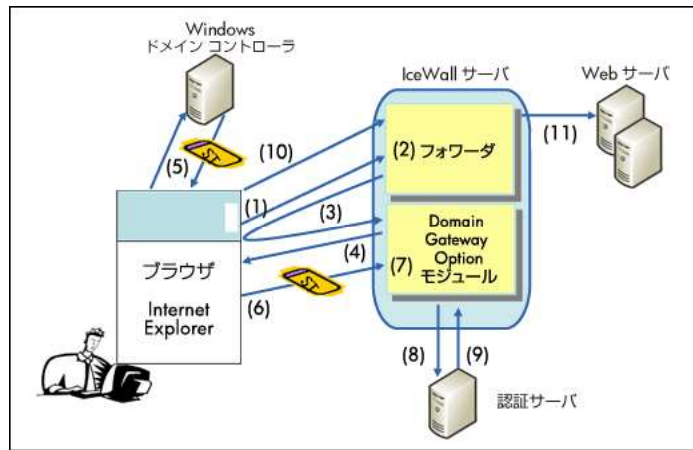 Windows
ドメイン コントローラ
IceWall サーバ
Web サーバ
ST
(5)
(10)
(11)
(2) フォワーダ
(1)
(3)
(4)
Domain
Gateway
Option
モジュール
(7)
ブラウザ
Internet
Explorer
ST
(6)
(8)
(9)
認証サーバ